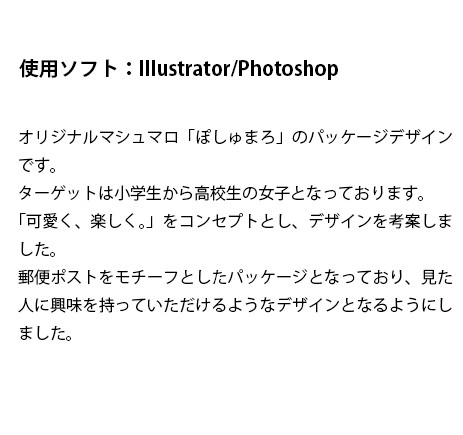 使用ソフト：Illustrator/Photoshop
オリジナルマシュマロ「ぽしゅまろ」のパッケージデザイン
です。
ターゲットは小学生から高校生の女子となっております。
「可愛く、楽しく。」をコンセプトとし、デザインを考案しま
した。
郵便ポストをモチーフとしたパッケージとなっており、見た
人に興味を持っていただけるようなデザインとなるようにし
ました。